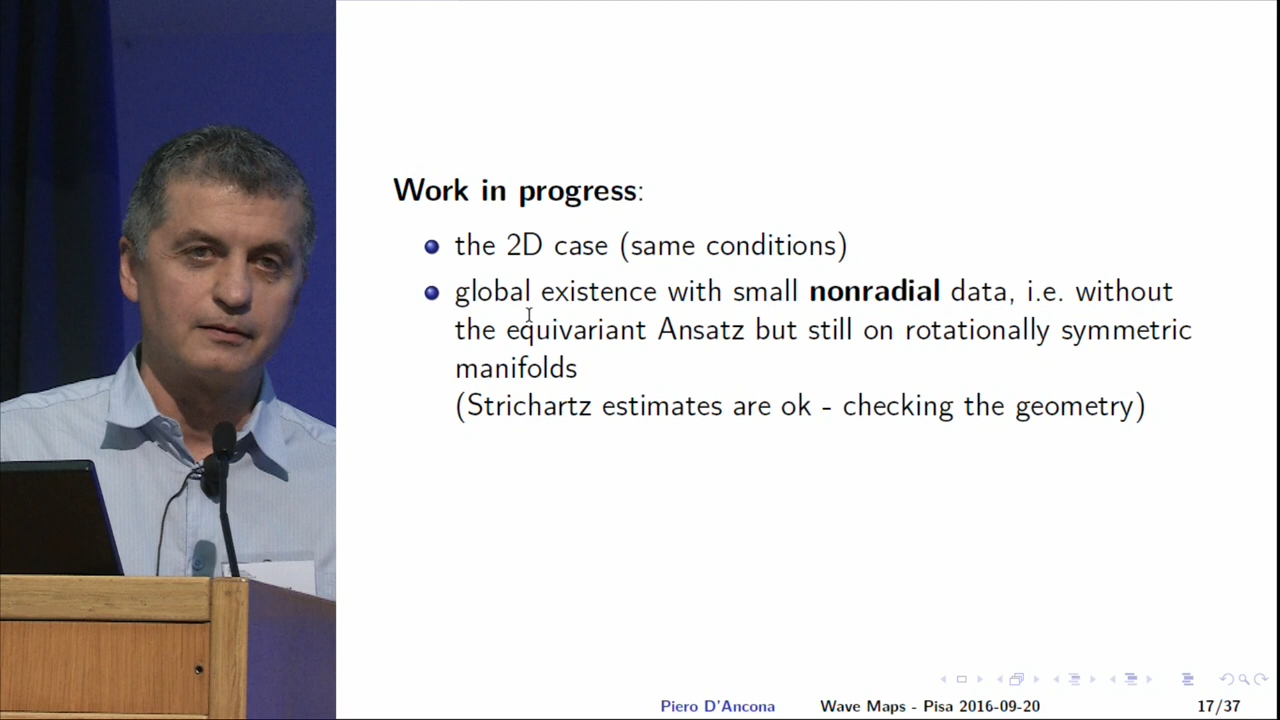 Work in progress:
the 2D case (same conditions)
global existence with small nonradial data, i.e. without
the equivariant Ansatz but still on rotationally symmetric
manifolds
(Strichartz estimates are ok - checking the geometry)
Piero D'Ancona Wave Maps - Pisa 2016-09-20 17/37